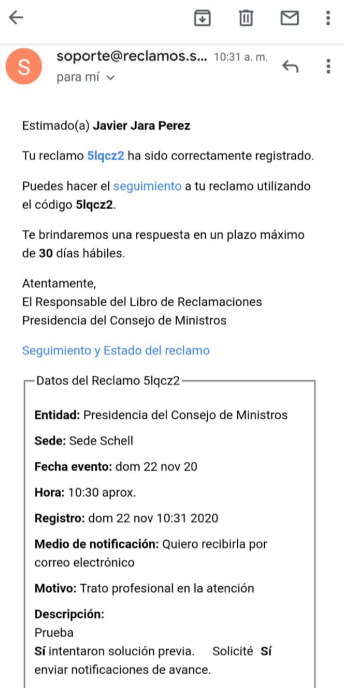 soporte@reclamos.s... 10:31 a. m.
S
para mí
Estimado(a) Javier Jara Perez
Tu reclamo 5lqcz2 ha sido correctamente registrado.
Puedes hacer el seguimiento a tu reclamo utilizando
el código 5lqcz2.
Te brindaremos una respuesta en un plazo máximo
de 30 días hábiles.
Atentamente,
El Responsable del Libro de Reclamaciones
Presidencia del Consejo de Ministros
Seguimiento y Estado del reclamo
Datos del Reclamo 5lqcz2
Entidad: Presidencia del Consejo de Ministros
Sede: Sede Schell
Fecha evento: dom 22 nov 20
Hora: 10:30 aprox.
Registro: dom 22 nov 10:31 2020
Medio de notificación: Quiero recibirla por
correo electrónico
Motivo: Trato profesional en la atención
Descripción:
Prueba
Sí intentaron solución previa. Solicité Sí
enviar notificaciones de avance.